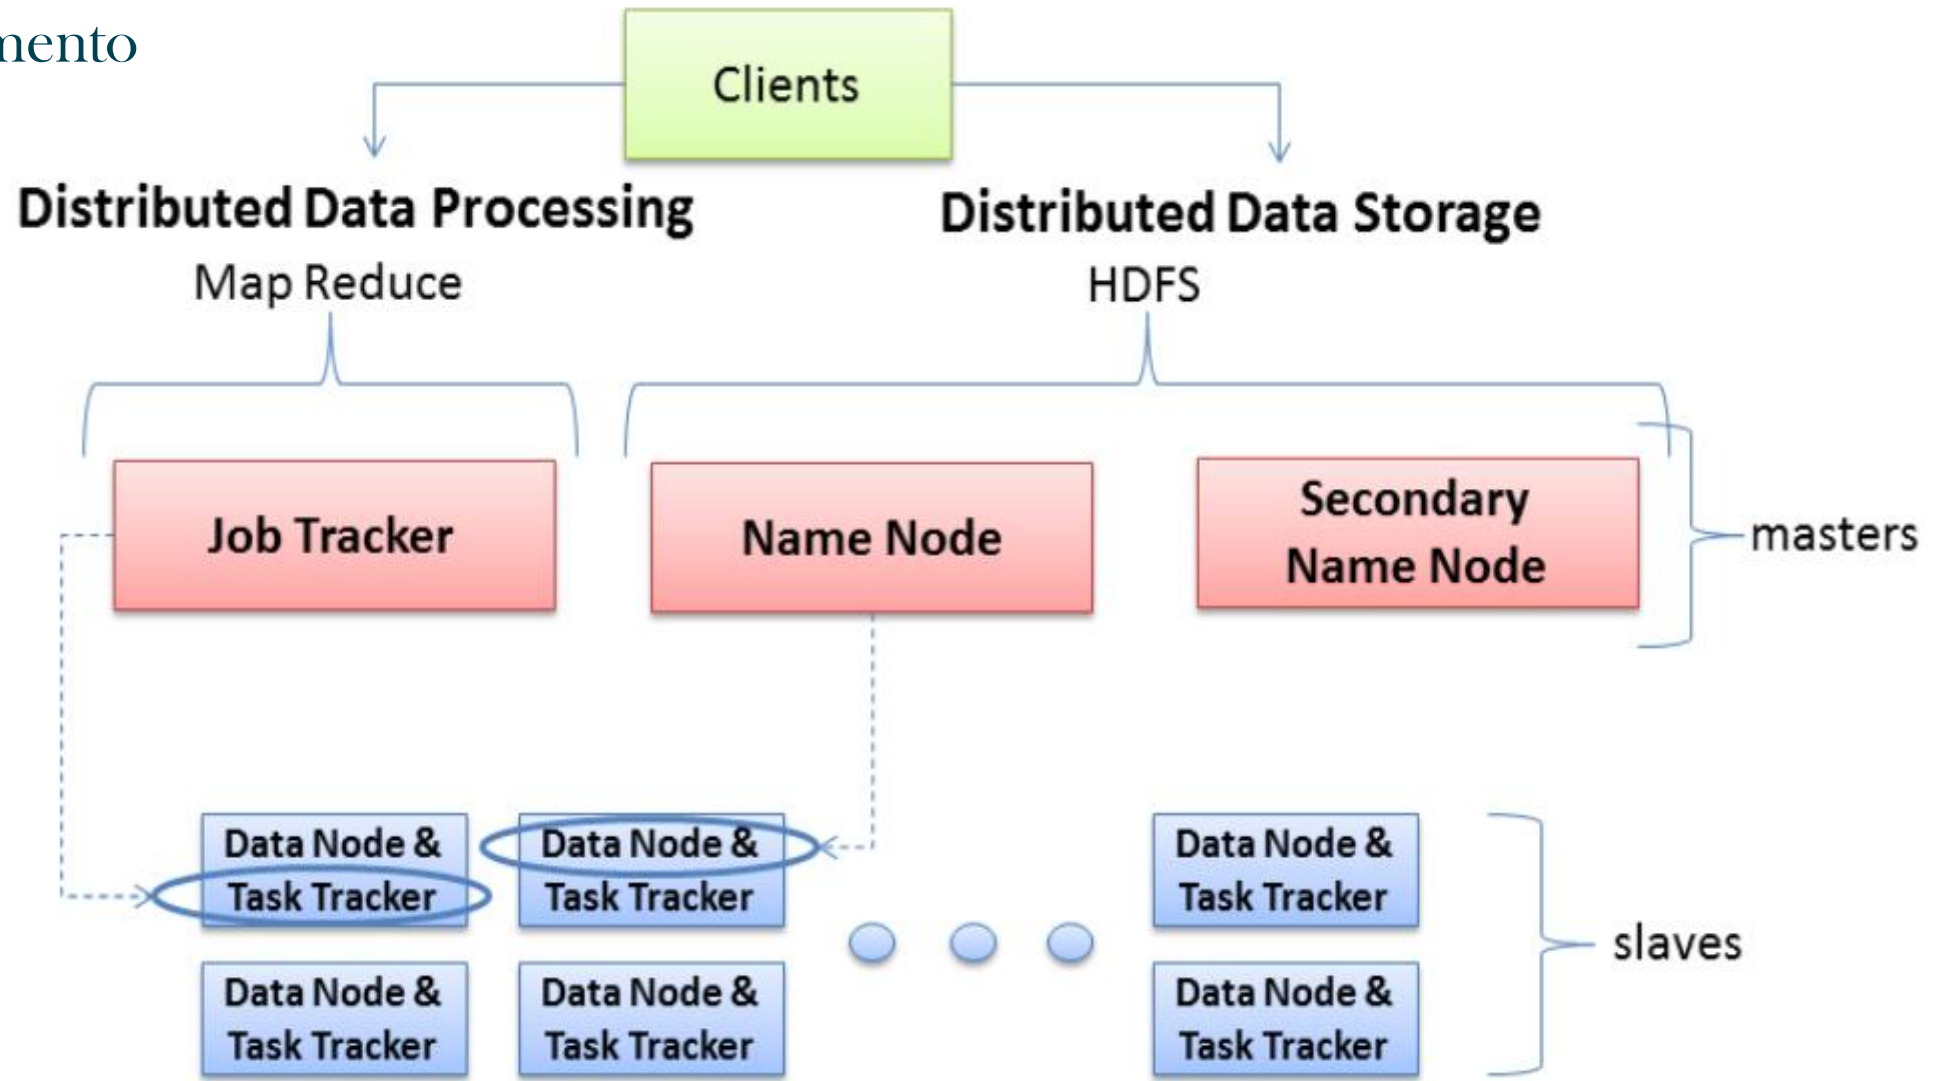 mento
Clients
Distributed Data Processing
Distributed Data Storage
Map Reduce
HDFS
Job Tracker
Name Node
Secondary
Name Node
masters
Data Node &
Task Tracker
Data Node &
Task Tracker
Data Node &
Task Tracker
slaves
Data Node &
Task Tracker
Data Node &
Task Tracker
Data Node &
Task Tracker